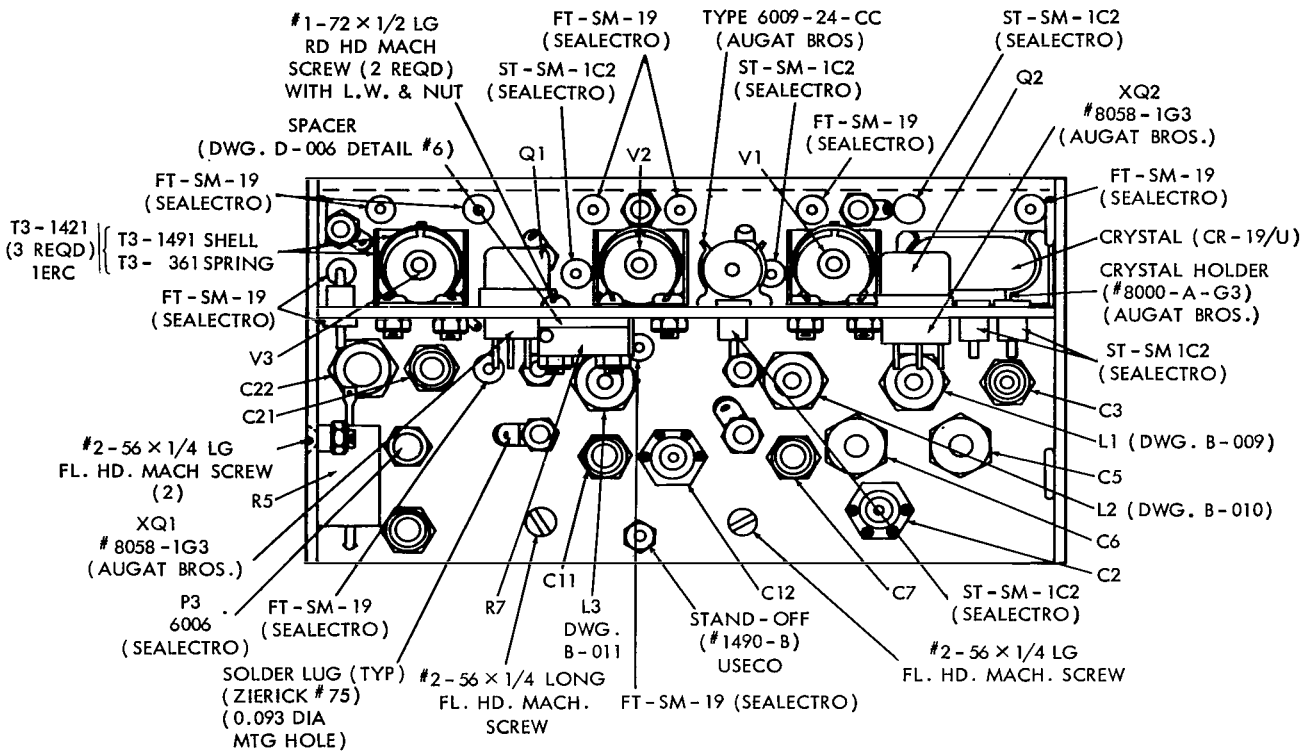 #1-72 × 1/2 LG
RD HD MACH
SCREW (2 REQD)
WITH L.W. & NUT
FT-SM-19
(SEALECTRO)
TYPE 6009-24-CC
(AUGAT BROS)
ST-SM-1C2
(SEALECTRO)
ST-SM-1C2
(SEALECTRO)
ST-SM-1C2
(SEALECTRO)
Q2
XQ2
#8058-1G3
(AUGAT BROS.)
SPACER
(DWG. D-006 DETAIL #6)
Q1
V2
V1
FT-SM-19
(SEALECTRO)
FT-SM-19
(SEALECTRO)
FT-SM-19
(SEALECTRO)
T3-1421
(3 REQD)
1ERC
T3-1491 SHELL
T3- 361 SPRING
CRYSTAL (CR-19/U)
CRYSTAL HOLDER
(#8000-A-G3)
(AUGAT BROS.)
FT-SM-19
(SEALECTRO)
V3
ST-SM 1C2
(SEALECTRO)
C22
C21
C3
#2-56 × 1/4 LG
FL. HD. MACH SCREW
(2)
L1 (DWG. B-009)
C5
R5
L2 (DWG. B-010)
XQ1
# 8058-1G3
(AUGAT BROS.)
C6
C2
P3
6006
(SEALECTRO)
FT-SM-19
(SEALECTRO)
R7
C11
L3
DWG.
B-011
C12
C7
ST-SM-1C2
(SEALECTRO)
STAND-OFF
(#1490-B)
USECO
SOLDER LUG (TYP)
(ZIERICK #75)
(0.093 DIA
MTG HOLE)
#2-56 × 1/4 LONG
FL. HD. MACH.
SCREW
FT-SM-19 (SEALECTRO)
#2-56 × 1/4 LG
FL. HD. MACH. SCREW